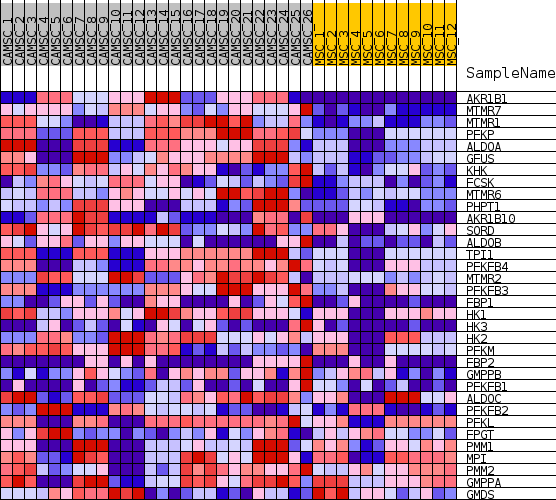 CAMSC_1
CAMSC_2
CAMSC_3
CAMSC_4
CAMSC_5
CAMSC_6
CAMSC_7
CAMSC_8
CAMSC_9
CAMSC_10
CAMSC_11
CAMSC_12
CAMSC_13
CAMSC_14
CAMSC_15
CAMSC_16
CAMSC_17
CAMSC_18
CAMSC_19
CAMSC_20
CAMSC_21
CAMSC_22
CAMSC_23
CAMSC_24
CAMSC_25
CAMSC_26
MSC_1
MSC_2
MSC_3
MSC_4
MSC_5
MSC_6
MSC_7
MSC_8
MSC_9
MSC_10
MSC_11
MSC_12
SampleName
AKR1B1
MTMR7
MTMR1
PFKP
ALDOA
GFUS
KHK
FCSK
MTMR6
PHPT1
AKR1B10
SORD
ALDOB
TPI1
PFKFB4
MTMR2
PFKFB3
FBP1
HK1
HK3
HK2
PFKM
FBP2
GMPPB
PFKFB1
ALDOC
PFKFB2
PFKL
FPGT
PMM1
MPI
PMM2
GMPPA
GMDS